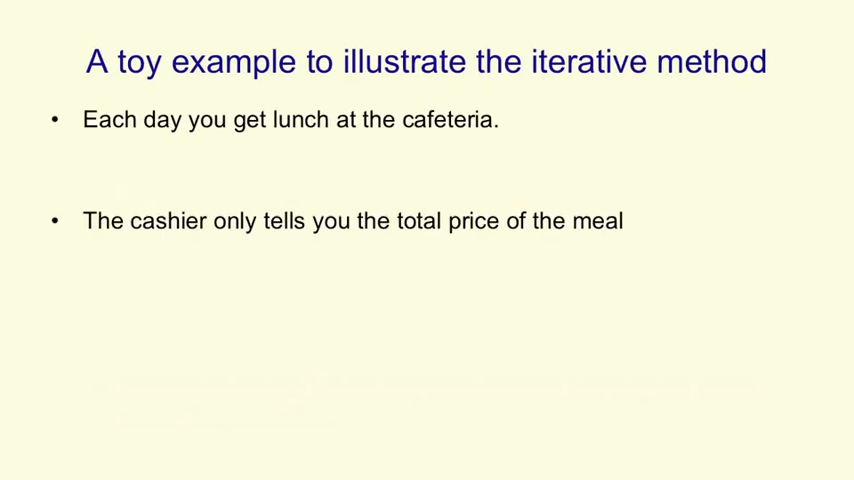 A toy example to illustrate the iterative method
• Each day you get lunch at the cafeteria.
• The cashier only tells you the total price of the meal